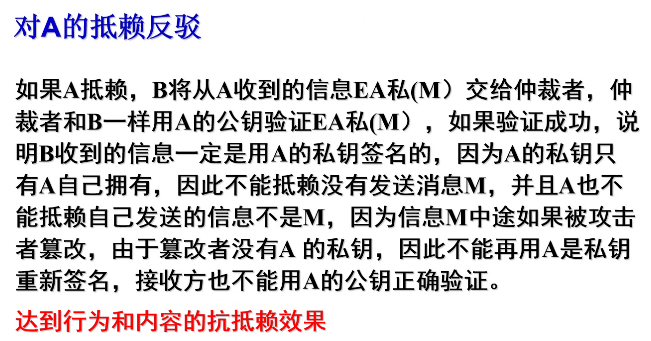 对A的抵赖反驳
如果A抵赖，B将从A收到的信息EA私(M）交给仲裁者，仲
裁者和B一样用A的公钥验证EA私(M），如果验证成功，说
明B收到的信息一定是用A的私钥签名的，因为A的私钥只
有A自己拥有，因此不能抵赖没有发送消息M，并且A也不
能抵赖自己发送的信息不是M，因为信息M中途如果被攻击
者篡改，由于篡改者没有A 的私钥，因此不能再用A是私钥
重新签名，接收方也不能用A的公钥正确验证。
达到行为和内容的抗抵赖效果